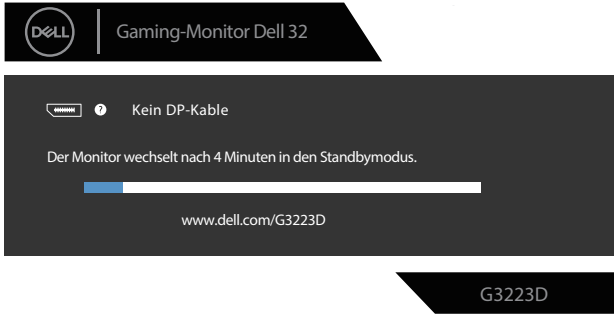 DELL
Gaming-Monitor Dell 32
? Kein DP-Kable
Der Monitor wechselt nach 4 Minuten in den Standbymodus.
www.dell.com/G3223D
G3223D